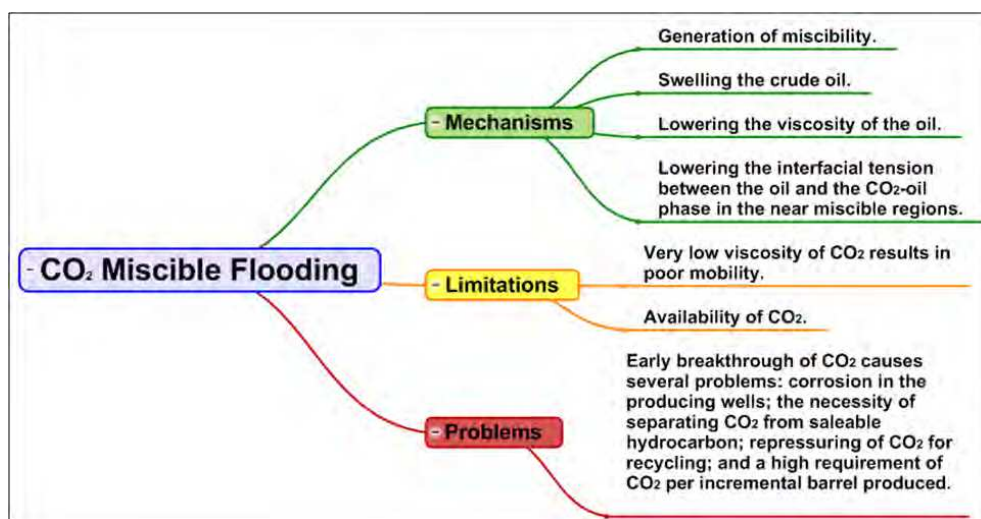 Generation of miscibility.
Swelling the crude oil.
- Mechanisms
Lowering the viscosity of the oil.
Lowering the interfacial tension
between the oil and the CO₂-oil
phase in the near miscible regions.
- CO₂ Miscible Flooding
Very low viscosity of CO₂ results in
poor mobility.
- Limitations
Availability of CO₂.
Early breakthrough of CO₂ causes
several problems: corrosion in the
producing wells; the necessity of
separating CO₂ from saleable
hydrocarbon; repressuring of CO₂ for
recycling; and a high requirement of
CO₂ per incremental barrel produced.
- Problems